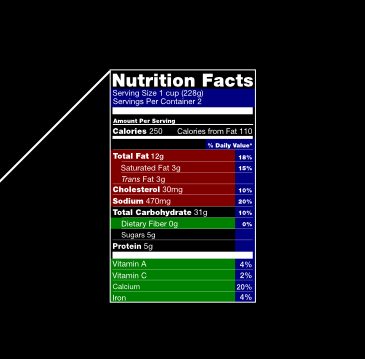 Nutrition Facts
Serving Size 1 cup (228g)
Servings Per Container 2
Amount Per Serving
Calories 250 Calories from Fat 110
% Daily Value*
Total Fat 12g 18%
Saturated Fat 3g 15%
Trans Fat 3g
Cholesterol 30mg 10%
Sodium 470mg 20%
Total Carbohydrate 31g 10%
Dietary Fiber 0g 0%
Sugars 5g
Protein 5g
Vitamin A 4%
Vitamin C 2%
Calcium 20%
Iron 4%